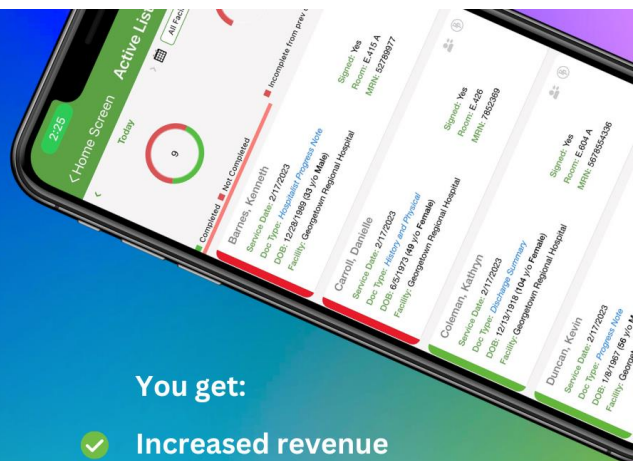 2:25
< Home Screen
Active List
Today
9
All Faci
Completed
Not Completed
Incomplete from prev
Barnes, Kenneth
Service Date: 2/17/2023
Doc Type: Hospitalist Progress Note
DOB: 12/28/1989 (33 y/o Male)
Facility: Georgetown Regional Hospital
Signed: Yes
Room: E.415 A
MRN: 52789977
Carroll, Danielle
Service Date: 2/17/2023
Doc Type: History and Physical
DOB: 6/5/1973 (49 y/o Female)
Facility: Georgetown Regional Hospital
Signed: Yes
Room: E.426
MRN: 7852369
Coleman, Kathryn
Service Date: 2/17/2023
Doc Type: Discharge Summary
DOB: 12/13/1918 (104 y/o Female)
Facility: Georgetown Regional Hospital
Signed: Yes
Room: E.604 A
MRN: 5678554336
Duncan, Kevin
Service Date: 2/17/2023
Doc Type: Progress Note
DOB: 1/8/1967 (56 y/o M
Facility: George
You get:
Increased revenue